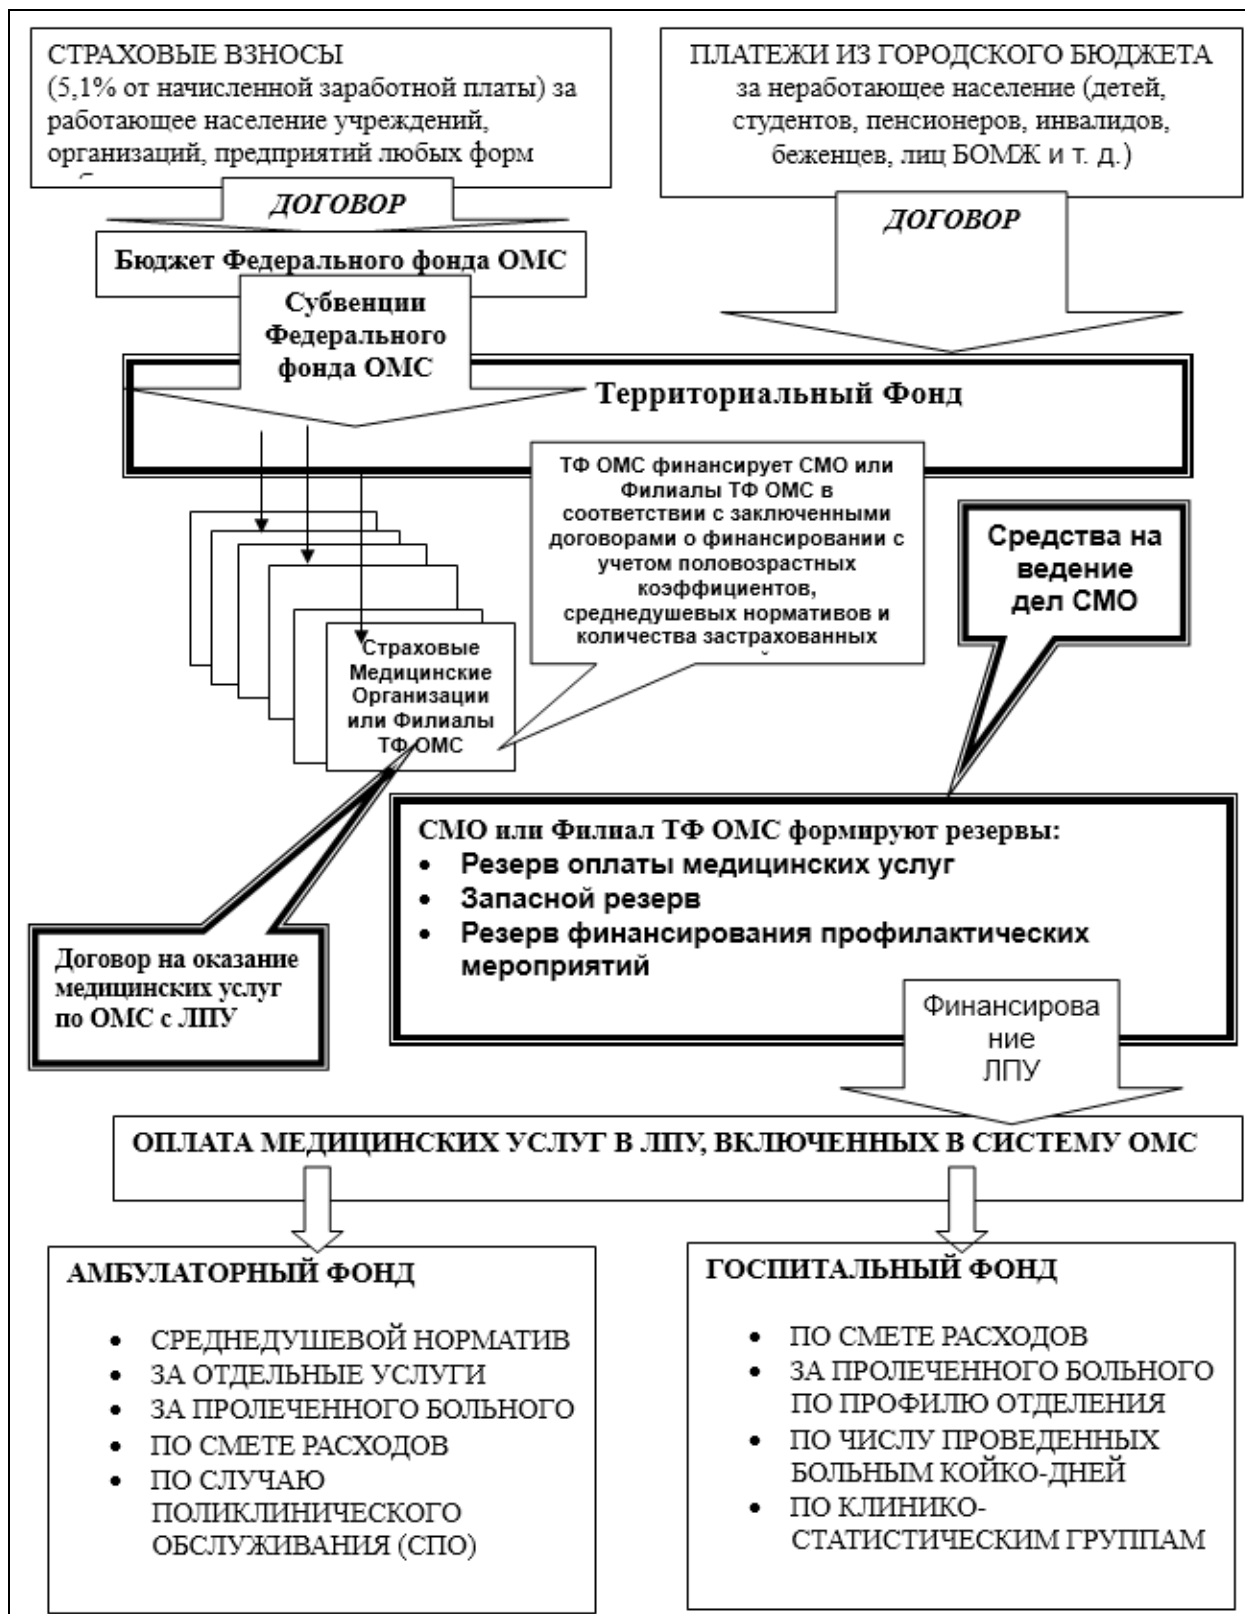 СТРАХОВЫЕ ВЗНОСЫ
(5,1% от начисленной заработной платы) за
работающее население учреждений,
организаций, предприятий любых форм
ПЛАТЕЖИ ИЗ ГОРОДСКОГО БЮДЖЕТА
за неработающее население (детей,
студентов, пенсионеров, инвалидов,
беженцев, лиц БОМЖ и т. д.)
ДОГОВОР
ДОГОВОР
Бюджет Федерального фонда ОМС
Субвенции
Федерального
фонда ОМС
Территориальный Фонд
ТФ ОМС финансирует СМО или
Филиалы ТФ ОМС в
соответствии с заключенными
договорами о финансировании с
учетом половозрастных
коэффициентов,
среднедушевых нормативов и
количества застрахованных
Средства на
ведение
дел СМО
Страховые
Медицинские
Организации
или Филиалы
ТФ ОМС
СМО или Филиал ТФ ОМС формируют резервы:
• Резерв оплаты медицинских услуг
• Запасной резерв
• Резерв финансирования профилактических
мероприятий
Договор на оказание
медицинских услуг
по ОМС с ЛПУ
Финансирова
ние
ЛПУ
ОПЛАТА МЕДИЦИНСКИХ УСЛУГ В ЛПУ, ВКЛЮЧЕННЫХ В СИСТЕМУ ОМС
АМБУЛАТОРНЫЙ ФОНД
• СРЕДНЕДУШЕВОЙ НОРМАТИВ
• ЗА ОТДЕЛЬНЫЕ УСЛУГИ
• ЗА ПРОЛЕЧЕННОГО БОЛЬНОГО
• ПО СМЕТЕ РАСХОДОВ
• ПО СЛУЧАЮ
ПОЛИКЛИНИЧЕСКОГО
ОБСЛУЖИВАНИЯ (СПО)
ГОСПИТАЛЬНЫЙ ФОНД
• ПО СМЕТЕ РАСХОДОВ
• ЗА ПРОЛЕЧЕННОГО БОЛЬНОГО
ПО ПРОФИЛЮ ОТДЕЛЕНИЯ
• ПО ЧИСЛУ ПРОВЕДЕННЫХ
БОЛЬНЫМ КОЙКО-ДНЕЙ
• ПО КЛИНИКО-
СТАТИСТИЧЕСКИМ ГРУППАМ